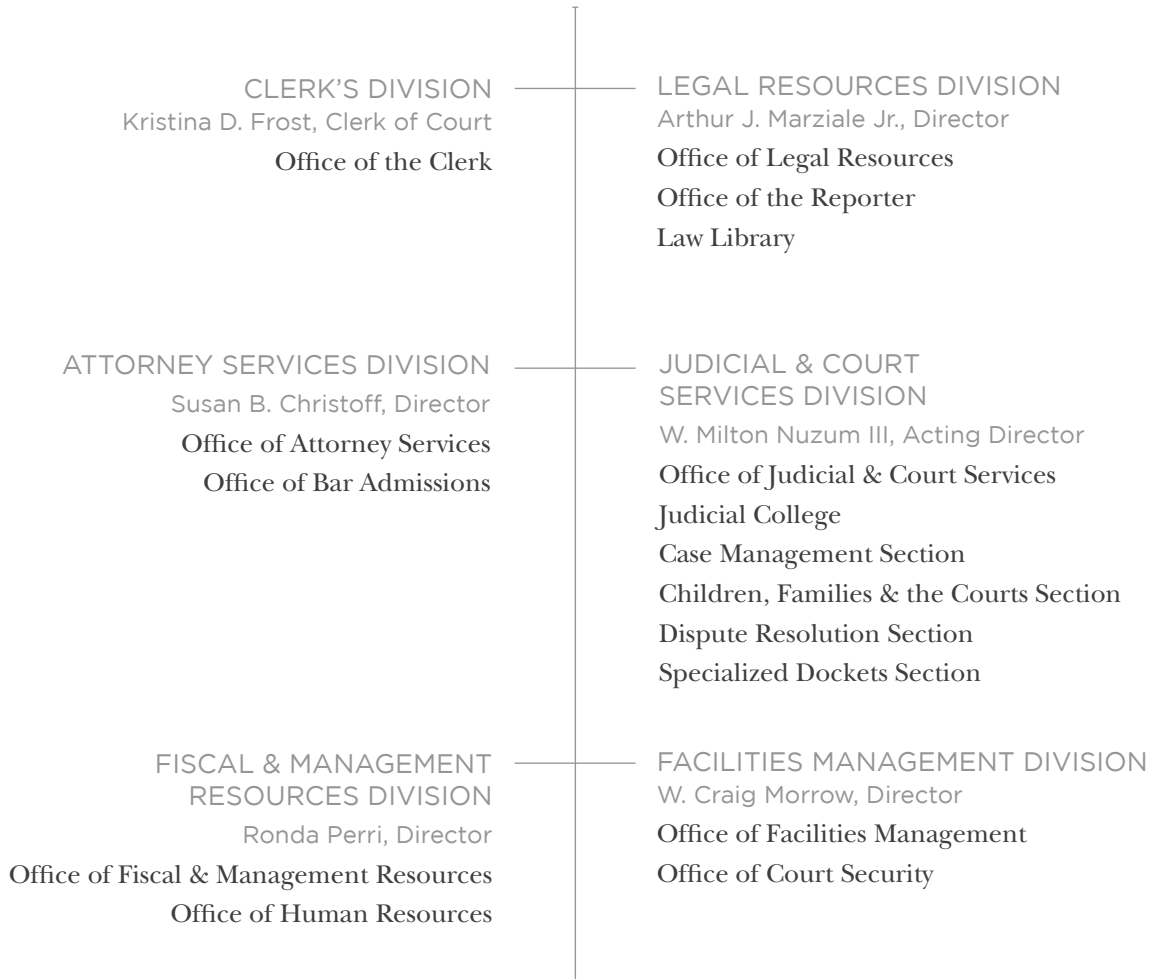 CLERK’S DIVISION
Kristina D. Frost, Clerk of Court
Office of the Clerk
LEGAL RESOURCES DIVISION
Arthur J. Marziale Jr., Director
Office of Legal Resources
Office of the Reporter
Law Library
ATTORNEY SERVICES DIVISION
Susan B. Christoff, Director
Office of Attorney Services
Office of Bar Admissions
JUDICIAL & COURT
SERVICES DIVISION
W. Milton Nuzum III, Acting Director
Office of Judicial & Court Services
Judicial College
Case Management Section
Children, Families & the Courts Section
Dispute Resolution Section
Specialized Dockets Section
FISCAL & MANAGEMENT
RESOURCES DIVISION
Ronda Perri, Director
Office of Fiscal & Management Resources
Office of Human Resources
FACILITIES MANAGEMENT DIVISION
W. Craig Morrow, Director
Office of Facilities Management
Office of Court Security